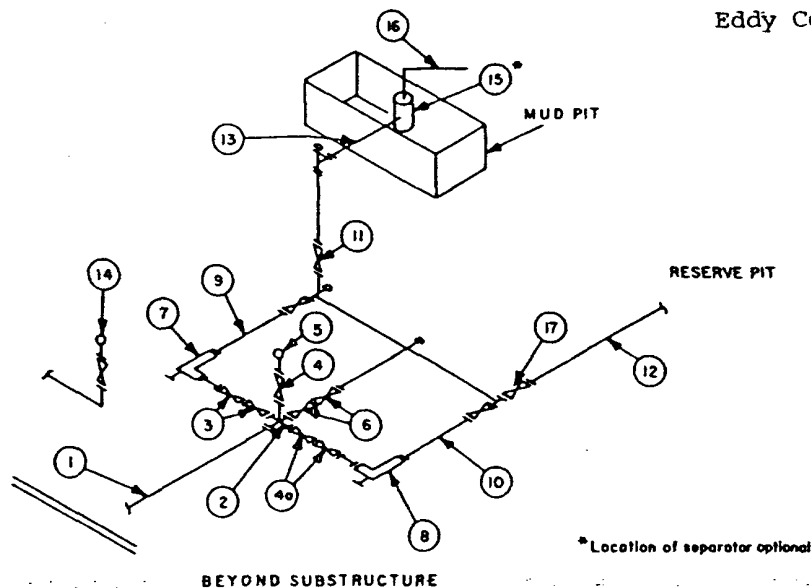 Eddy Co
16
15 *
MUD PIT
13
11
RESERVE PIT
14
9
7
5
17
4
12
3
6
1
2
4a
10
8
*Location of separator optional
BEYOND SUBSTRUCTURE